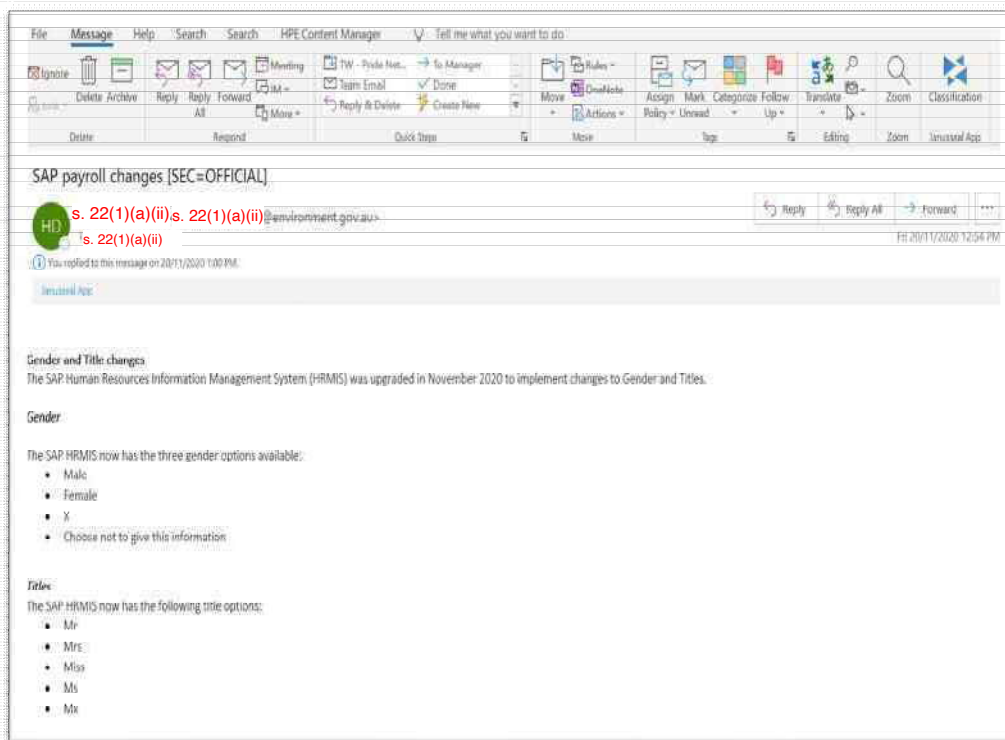 File Message Help Search Search HPE Content Manager Tell me what you want to do
Ignore Delete Archive Reply Reply All Forward Meeting IM More
TW - Pride Net... To Manager
Team Email Done
Reply & Delete Create New
Move Rules OneNote Actions
Assign Policy Mark Unread Categorize Follow Up Translate Zoom Classification
Delete Respond Quick Steps Move Tags Editing Zoom Janusseal App
SAP payroll changes [SEC=OFFICIAL]
HD
s. 22(1)(a)(ii) s. 22(1)(a)(ii) @environment.gov.au>
s. 22(1)(a)(ii)
Reply Reply All Forward ...
Fri 20/11/2020 12:54 PM
You replied to this message on 20/11/2020 1:00 PM.
Janusseal App
Gender and Title changes
The SAP Human Resources Information Management System (HRMIS) was upgraded in November 2020 to implement changes to Gender and Titles.
Gender
The SAP HRMIS now has the three gender options available:
• Male
• Female
• X
• Choose not to give this information
Titles
The SAP HRMIS now has the following title options:
• Mr
• Mrs
• Miss
• Ms
• Mx